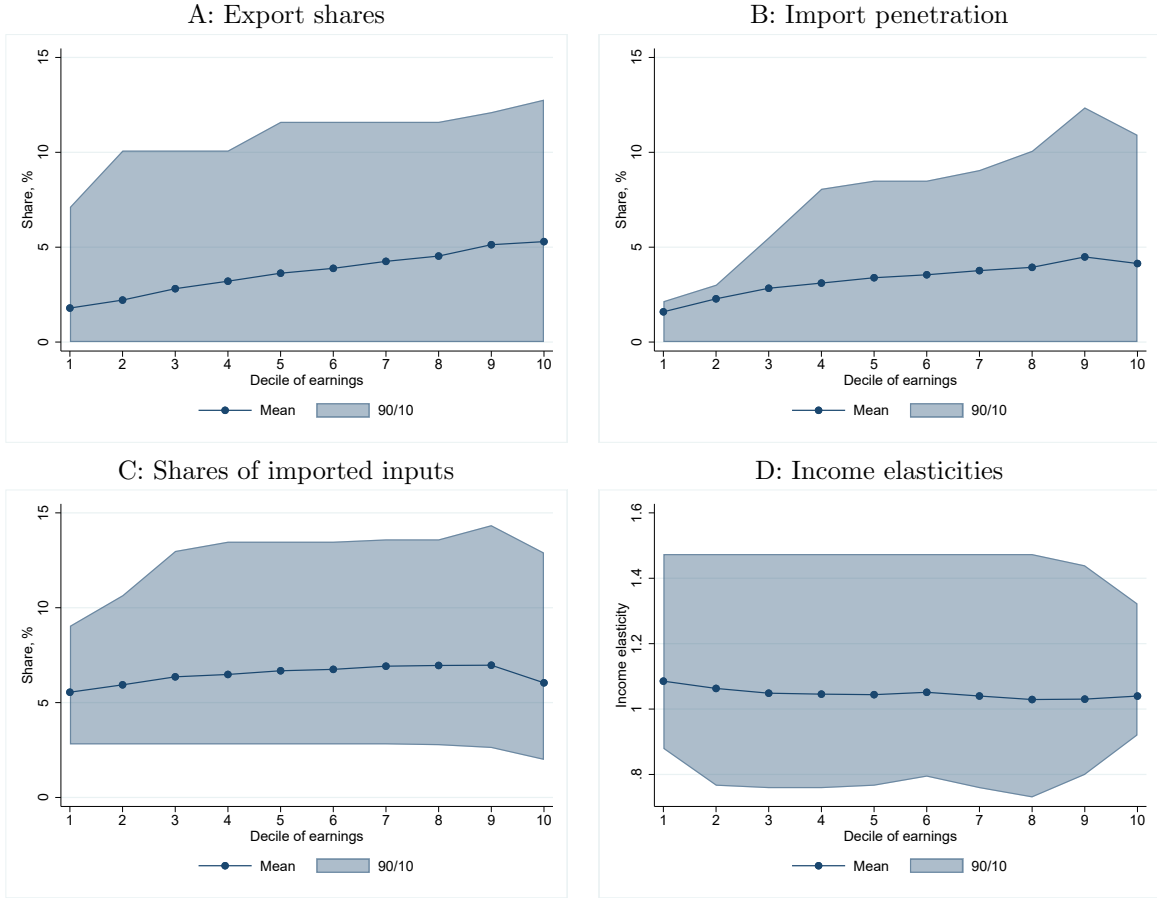 A: Export shares
Share, %
15
10
5
0
1 2 3 4 5 6 7 8 9 10
Decile of earnings
Mean 90/10
B: Import penetration
Share, %
15
10
5
0
1 2 3 4 5 6 7 8 9 10
Decile of earnings
Mean 90/10
C: Shares of imported inputs
Share, %
15
10
5
0
1 2 3 4 5 6 7 8 9 10
Decile of earnings
Mean 90/10
D: Income elasticities
Income elasticity
1.6
1.4
1.2
1
.8
1 2 3 4 5 6 7 8 9 10
Decile of earnings
Mean 90/10